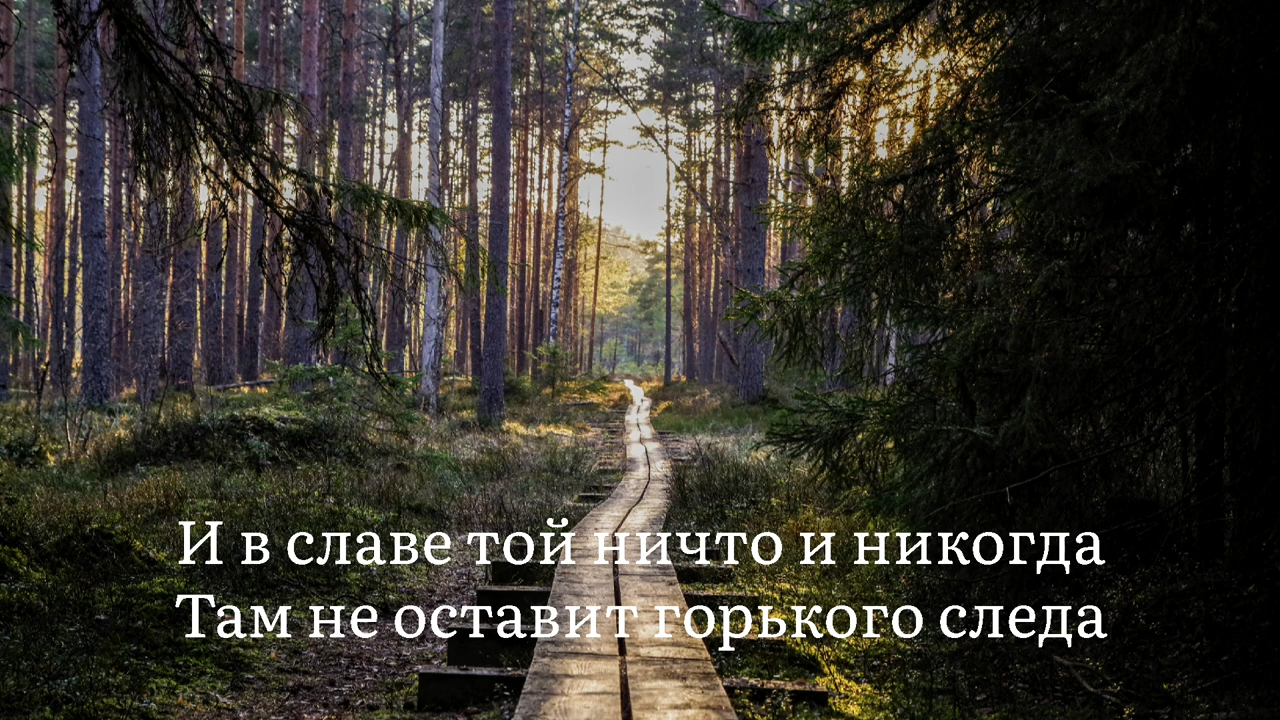 И в славе той ничто и никогда
Там не оставит горького следа